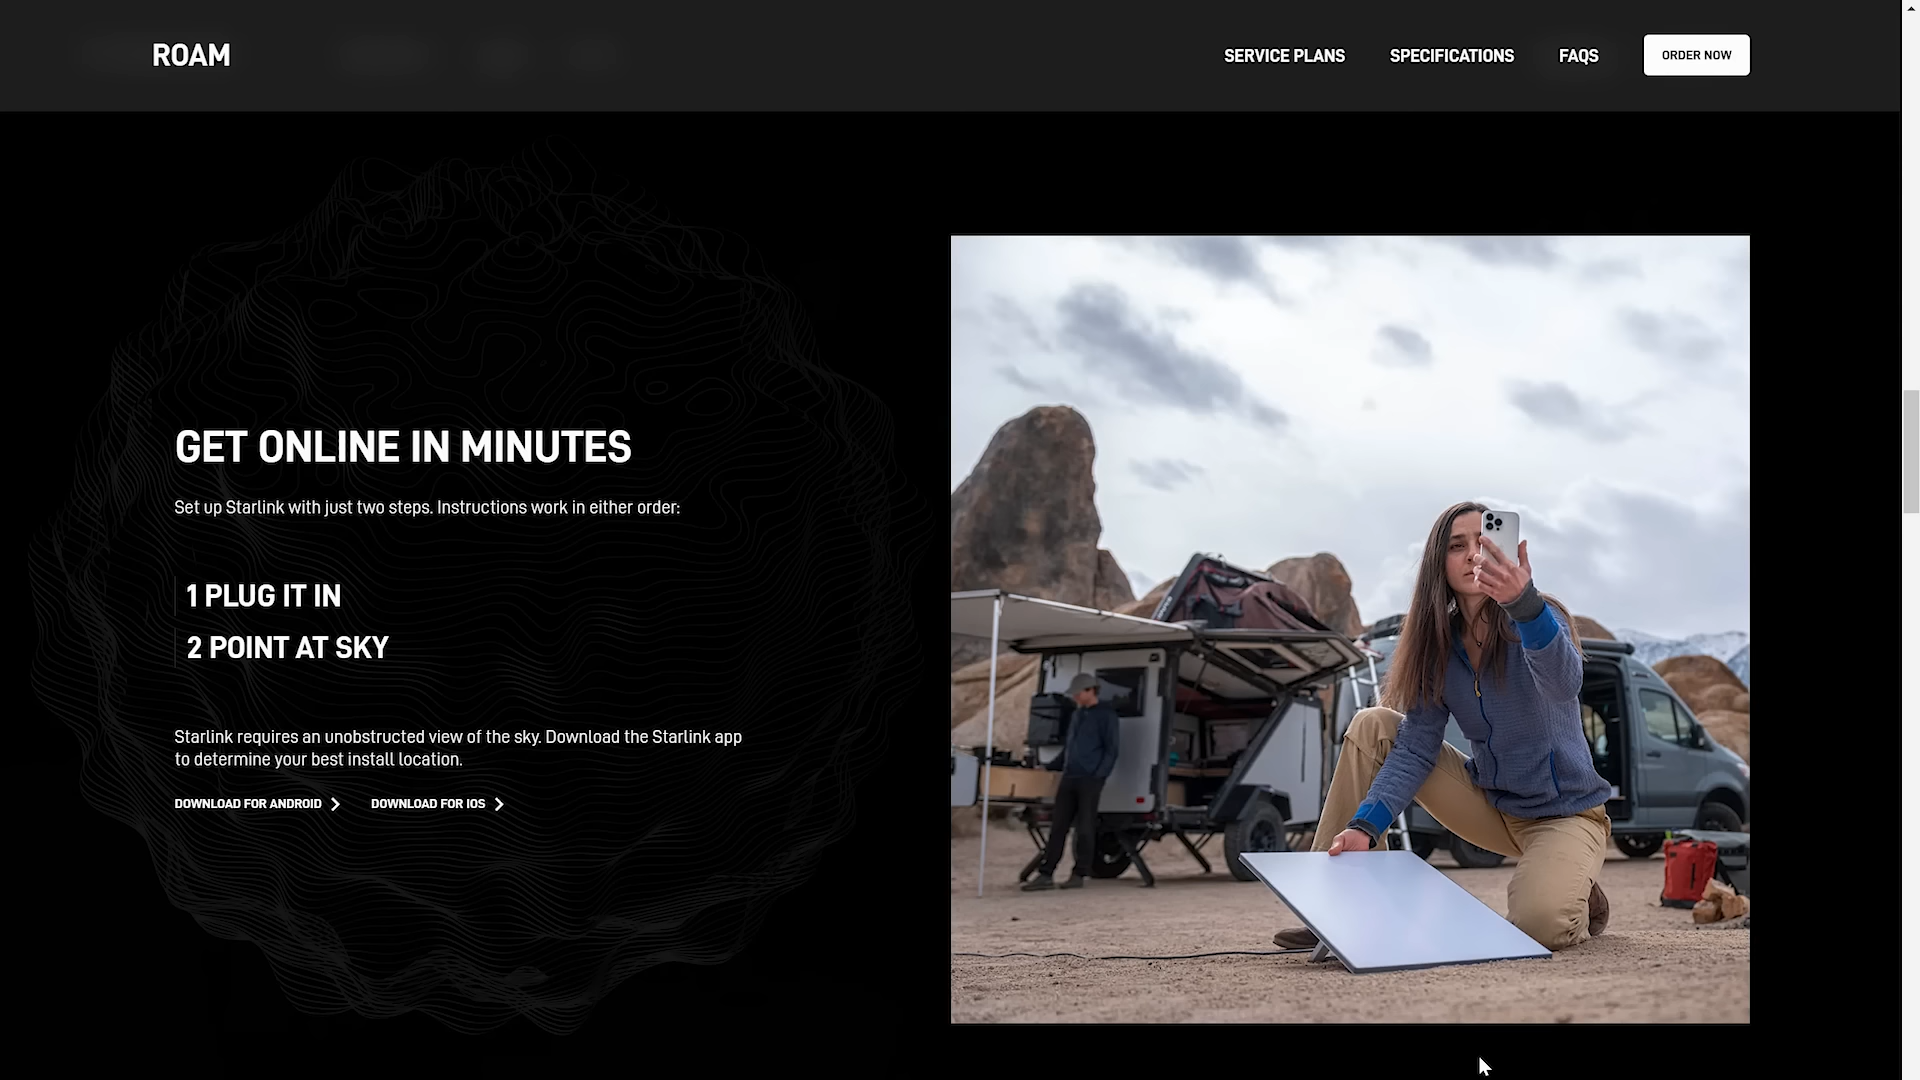 ROAM
SERVICE PLANS
SPECIFICATIONS
FAQS
ORDER NOW
GET ONLINE IN MINUTES
Set up Starlink with just two steps. Instructions work in either order:
1 PLUG IT IN
2 POINT AT SKY
Starlink requires an unobstructed view of the sky. Download the Starlink app
to determine your best install location.
DOWNLOAD FOR ANDROID
DOWNLOAD FOR IOS